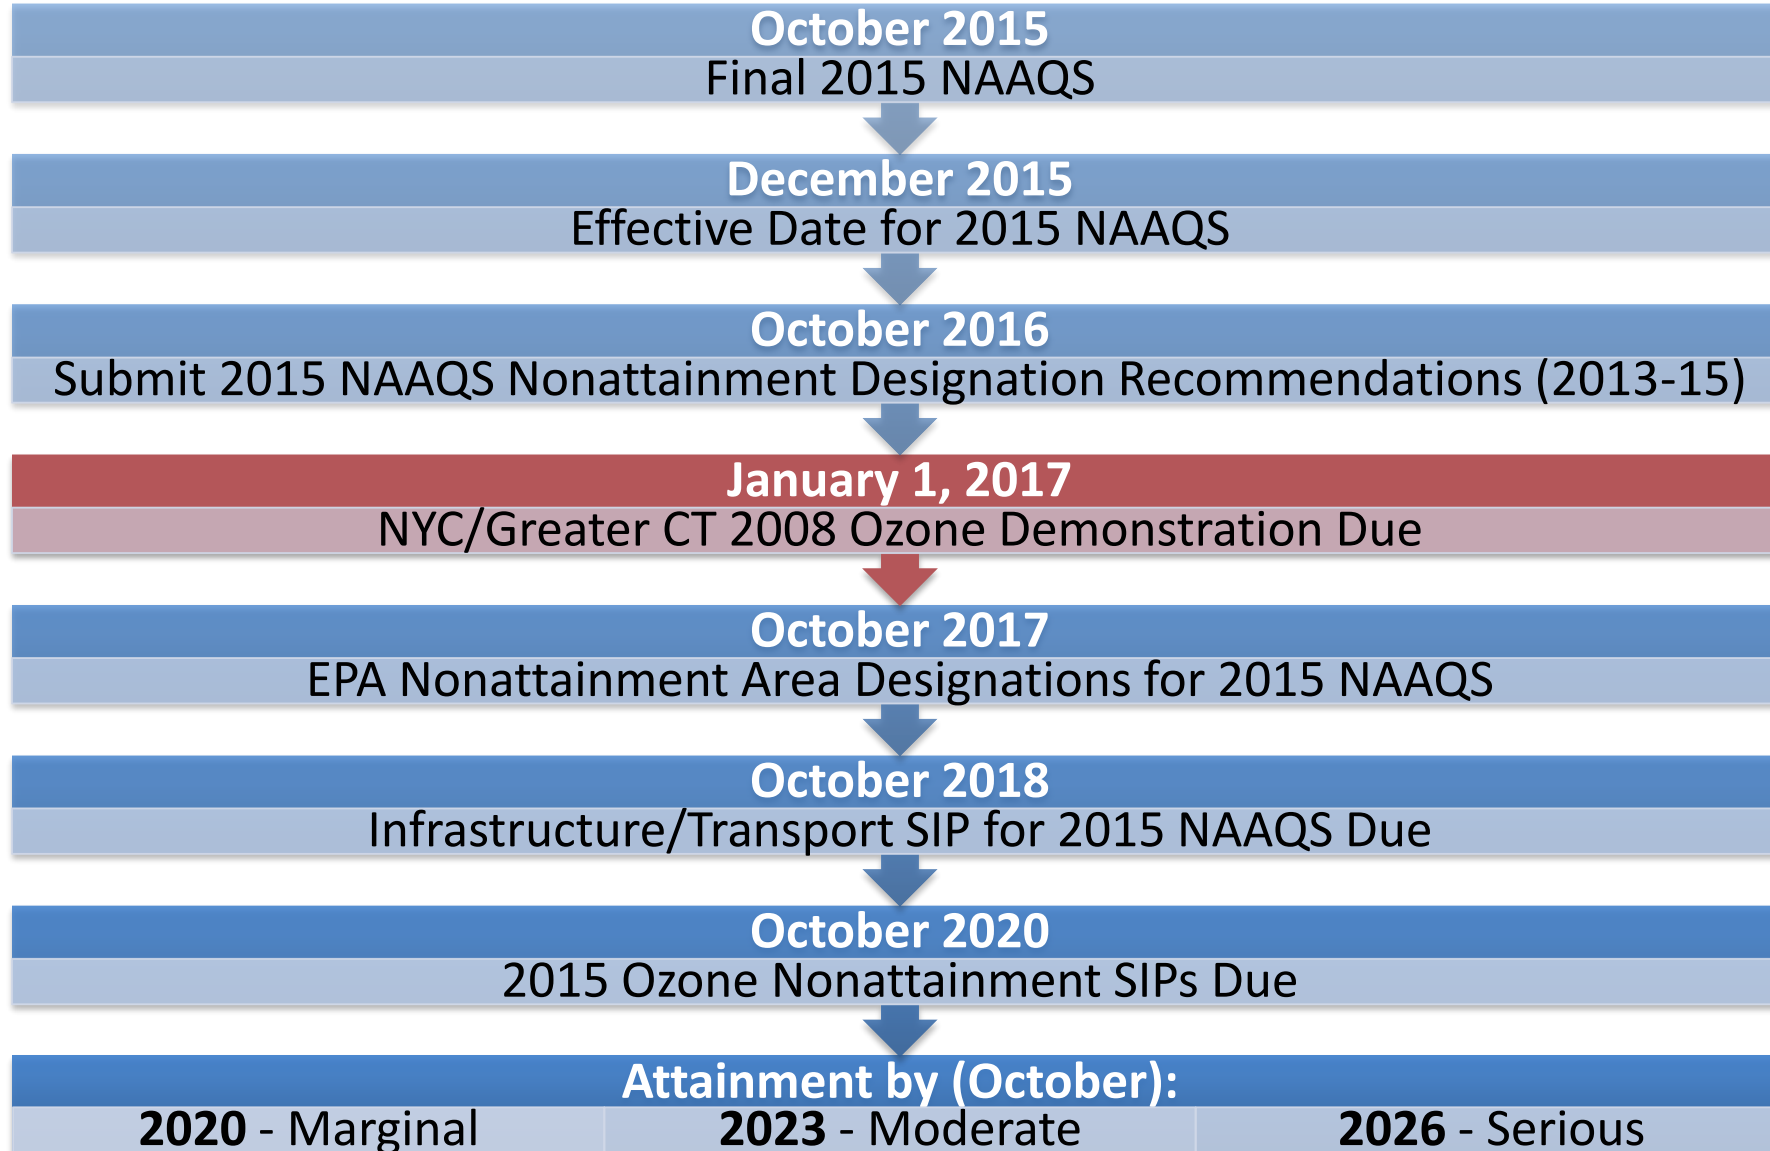 October 2015
Final 2015 NAAQS
December 2015
Effective Date for 2015 NAAQS
October 2016
Submit 2015 NAAQS Nonattainment Designation Recommendations (2013-15)
January 1, 2017
NYC/Greater CT 2008 Ozone Demonstration Due
October 2017
EPA Nonattainment Area Designations for 2015 NAAQS
October 2018
Infrastructure/Transport SIP for 2015 NAAQS Due
October 2020
2015 Ozone Nonattainment SIPs Due
Attainment by (October):
2020 - Marginal 2023 - Moderate 2026 - Serious